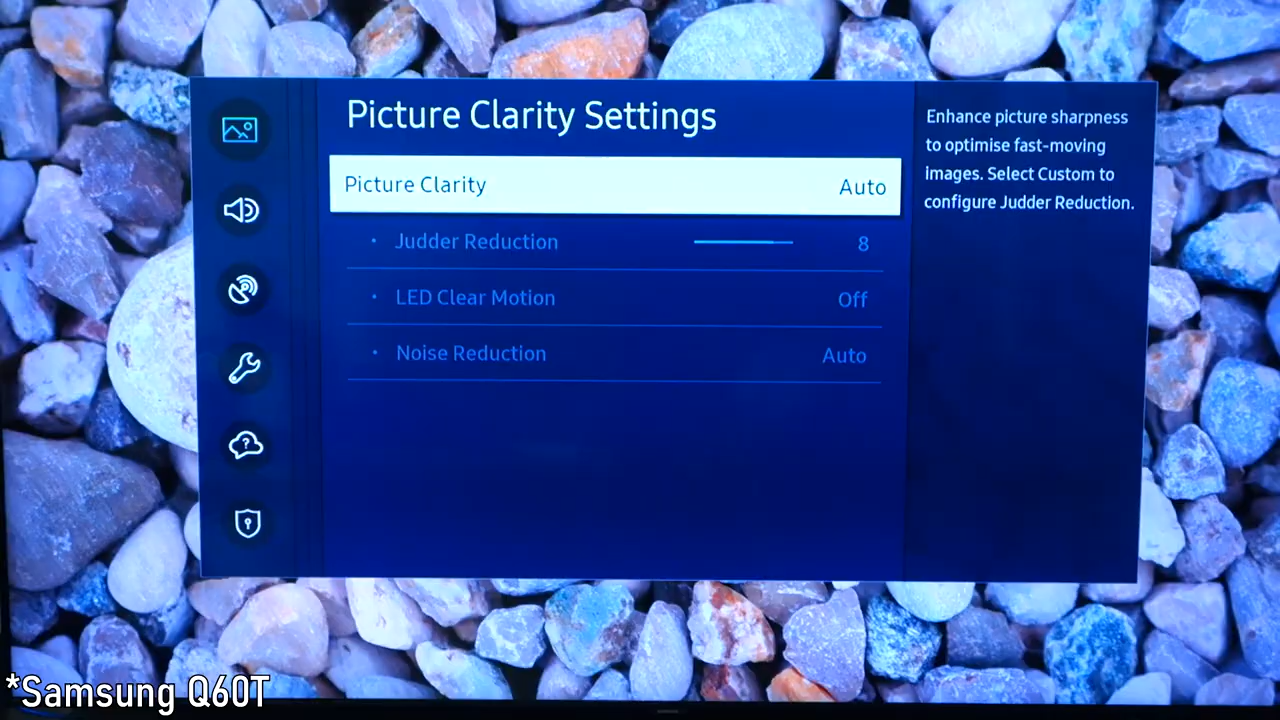 Picture Clarity Settings
Picture Clarity Auto
· Judder Reduction 8
· LED Clear Motion Off
· Noise Reduction Auto
Enhance picture sharpness
to optimise fast-moving
images. Select Custom to
configure Judder Reduction.
*Samsung Q60T